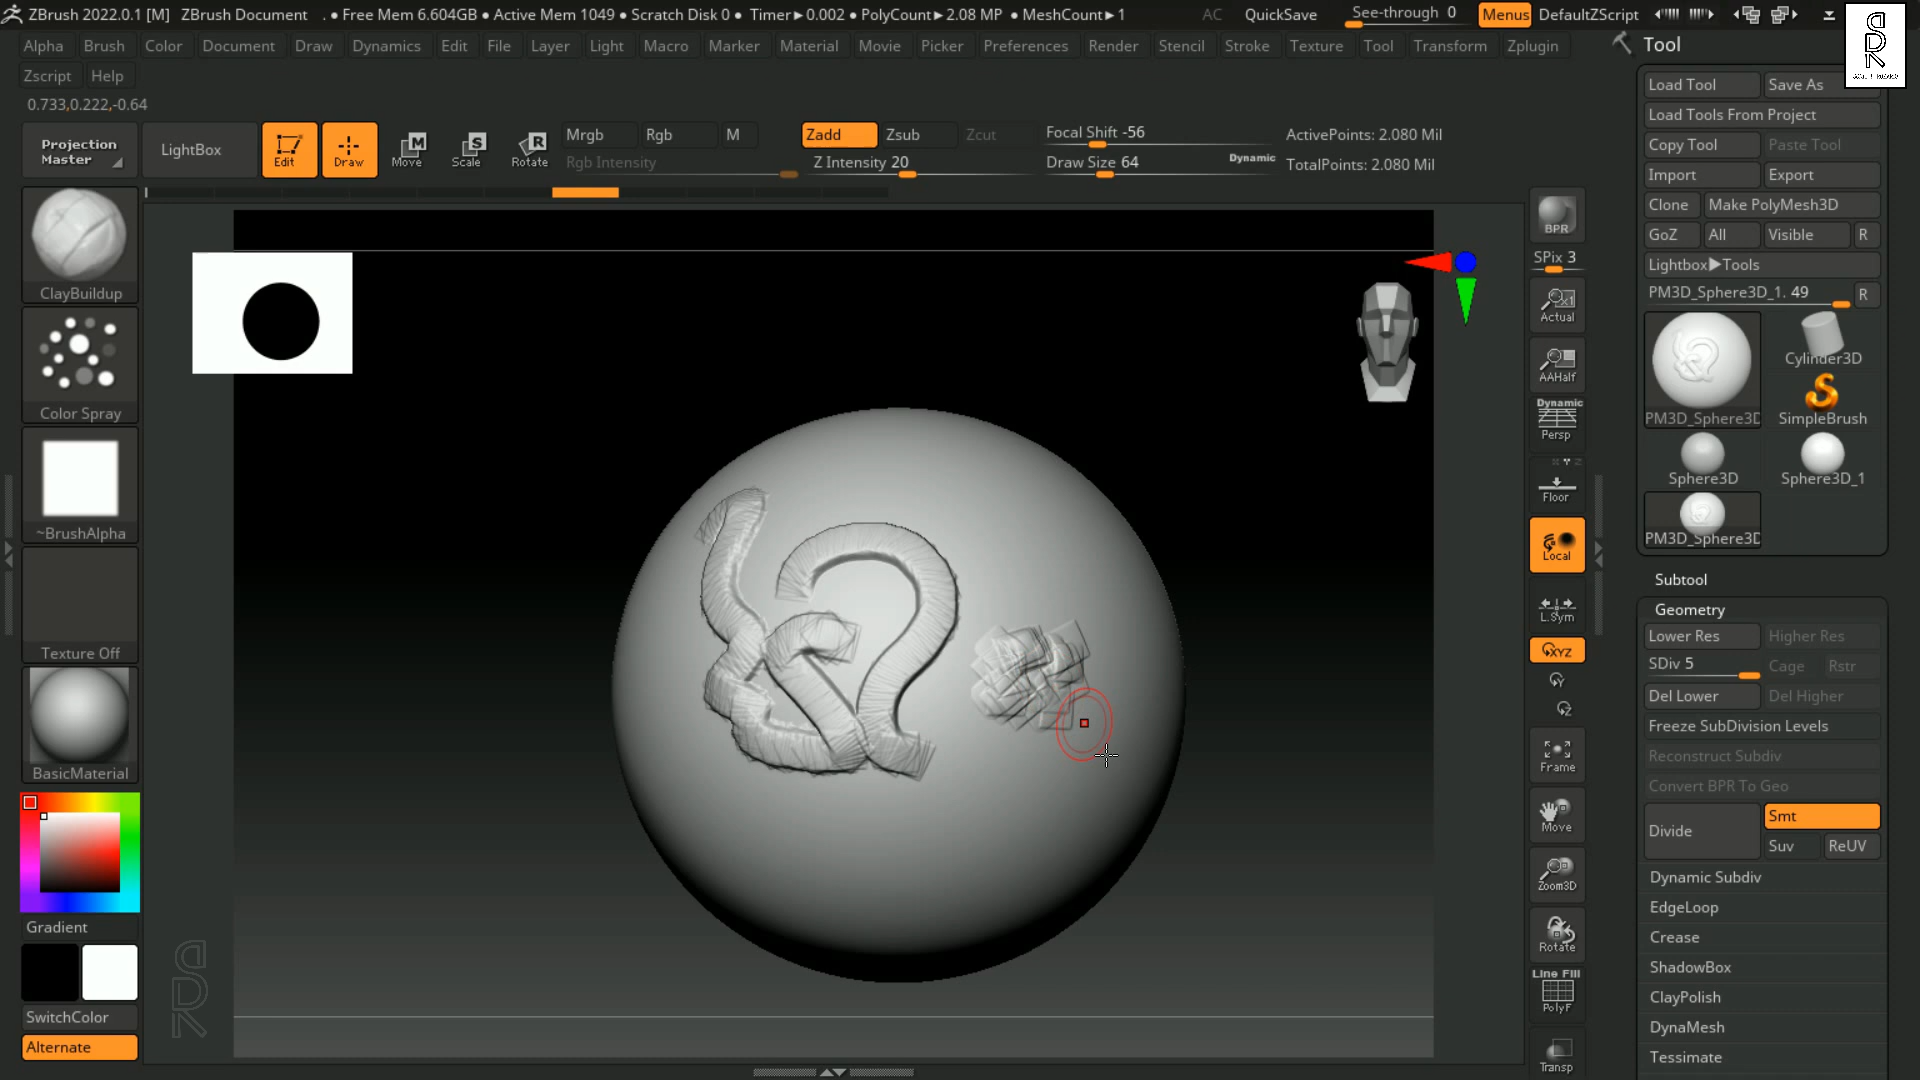 ZBrush 2022.0.1 [M] ZBrush Document . ● Free Mem 6.604GB ● Active Mem 1049 ● Scratch Disk 0 ● Timer►0.002 ● PolyCount►2.08 MP ● MeshCount►1 AC QuickSave See-through 0 Menus DefaultZScript
Alpha Brush Color Document Draw Dynamics Edit File Layer Light Macro Marker Material Movie Picker Preferences Render Stencil Stroke Texture Tool Transform Zplugin
Zscript Help
0.733,0.222,-0.64
Projection Master
LightBox
Edit
Draw
Move
Scale
Rotate
Mrgb Rgb M
Rgb Intensity
Zadd Zsub Zcut
Z Intensity 20
Focal Shift -56
Draw Size 64
Dynamic
ActivePoints: 2.080 Mil
TotalPoints: 2.080 Mil
ClayBuildup
Color Spray
~BrushAlpha
Texture Off
BasicMaterial
Gradient
SwitchColor
Alternate
SDR
BPR
SPix 3
Actual
AAHalf
Dynamic
Persp
Floor
Local
L.Sym
XYZ
Y
Z
Frame
Move
Zoom3D
Rotate
Line Fill
PolyF
Transp
SDR
Tool
Load Tool Save As
Load Tools From Project
Copy Tool Paste Tool
Import Export
Clone Make PolyMesh3D
GoZ All Visible R
Lightbox►Tools
PM3D_Sphere3D_1. 49 R
PM3D_Sphere3D
Cylinder3D
SimpleBrush
Sphere3D
Sphere3D_1
PM3D_Sphere3D
Subtool
Geometry
Lower Res Higher Res
SDiv 5 Cage Rstr
Del Lower Del Higher
Freeze SubDivision Levels
Reconstruct Subdiv
Convert BPR To Geo
Divide
Smt
Suv ReUV
Dynamic Subdiv
EdgeLoop
Crease
ShadowBox
ClayPolish
DynaMesh
Tessimate